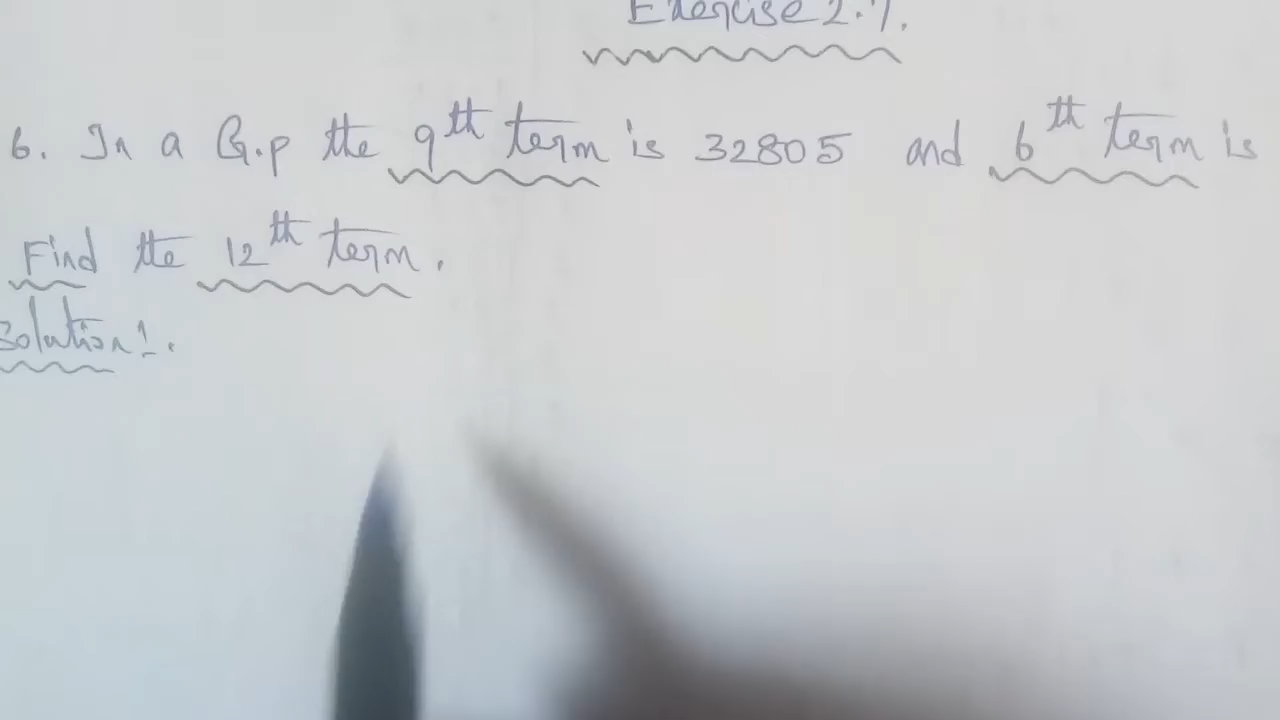 Exercise 2.7.
6. In a G.p the 9th term is 32805 and 6th term is
Find the 12th term.
Solution:.